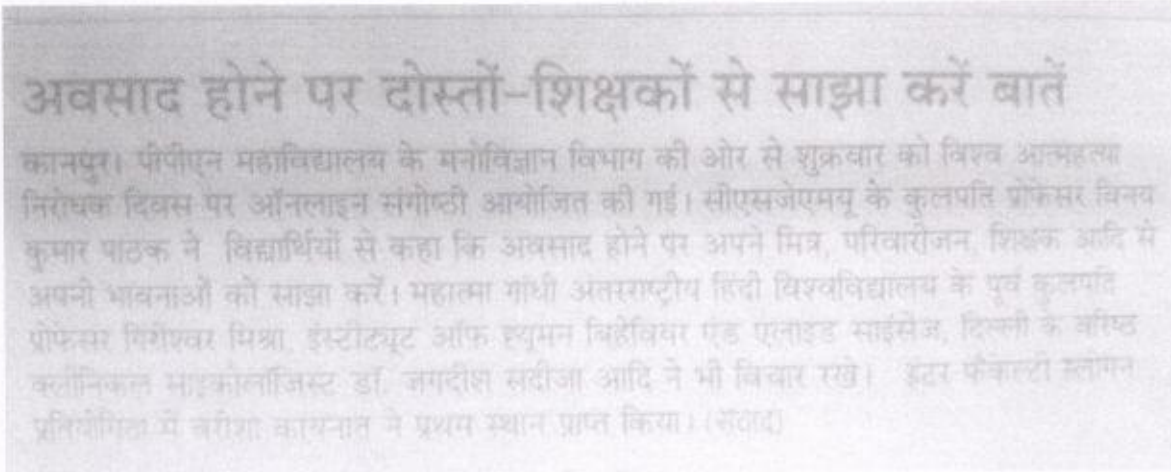 अवसाद होने पर दोस्तों-शिक्षकों से साझा करें बातें
कानपुर। पीपीएन महाविद्यालय के मनोविज्ञान विभाग की ओर से शुक्रवार को विश्व आत्महत्या
निरोधक दिवस पर ऑनलाइन संगोष्ठी आयोजित की गई। सीएसजेएमयू के कुलपति प्रोफेसर विनय
कुमार पाठक ने विद्यार्थियों से कहा कि अवसाद होने पर अपने मित्र, परिवारीजन, शिक्षक आदि से
अपनी भावनाओं को साझा करें। महात्मा गांधी अंतरराष्ट्रीय हिंदी विश्वविद्यालय के पूर्व कुलपति
प्रोफेसर गिरीश्वर मिश्रा, इंस्टीट्यूट ऑफ ह्यूमन बिहेवियर एंड एलाइड साइंसेज, दिल्ली के वरिष्ठ
क्लीनिकल साइकोलॉजिस्ट डॉ. जगदीश सदीजा आदि ने भी विचार रखे। इंटर फैकल्टी स्लोगन
प्रतियोगिता में कायनात ने प्रथम स्थान प्राप्त किया। (संवाद)